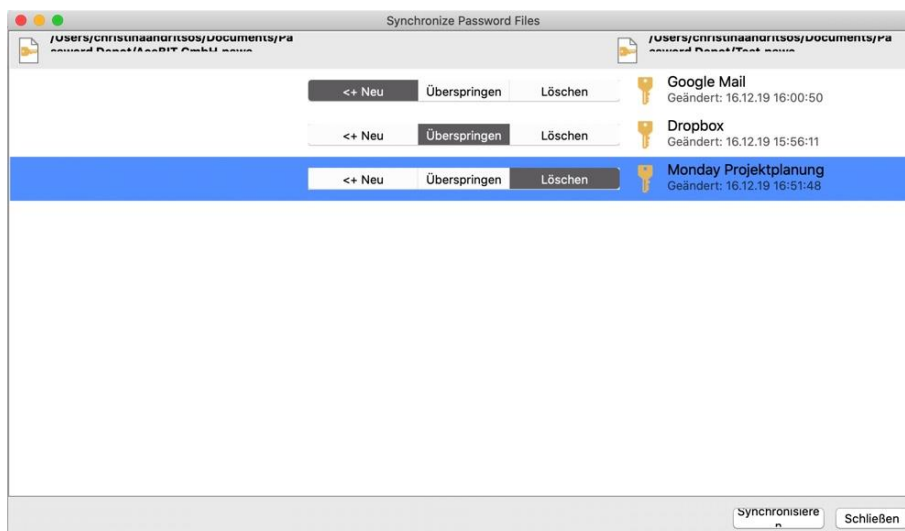 Synchronize Password Files
/Users/christinaandritsos/Documents/Pa
/Users/christinaandritsos/Documents/Pa
<+ Neu Überspringen Löschen
Google Mail
Geändert: 16.12.19 16:00:50
<+ Neu Überspringen Löschen
Dropbox
Geändert: 16.12.19 15:56:11
<+ Neu Überspringen Löschen
Monday Projektplanung
Geändert: 16.12.19 16:51:48
Synchronisiere
n
Schließen